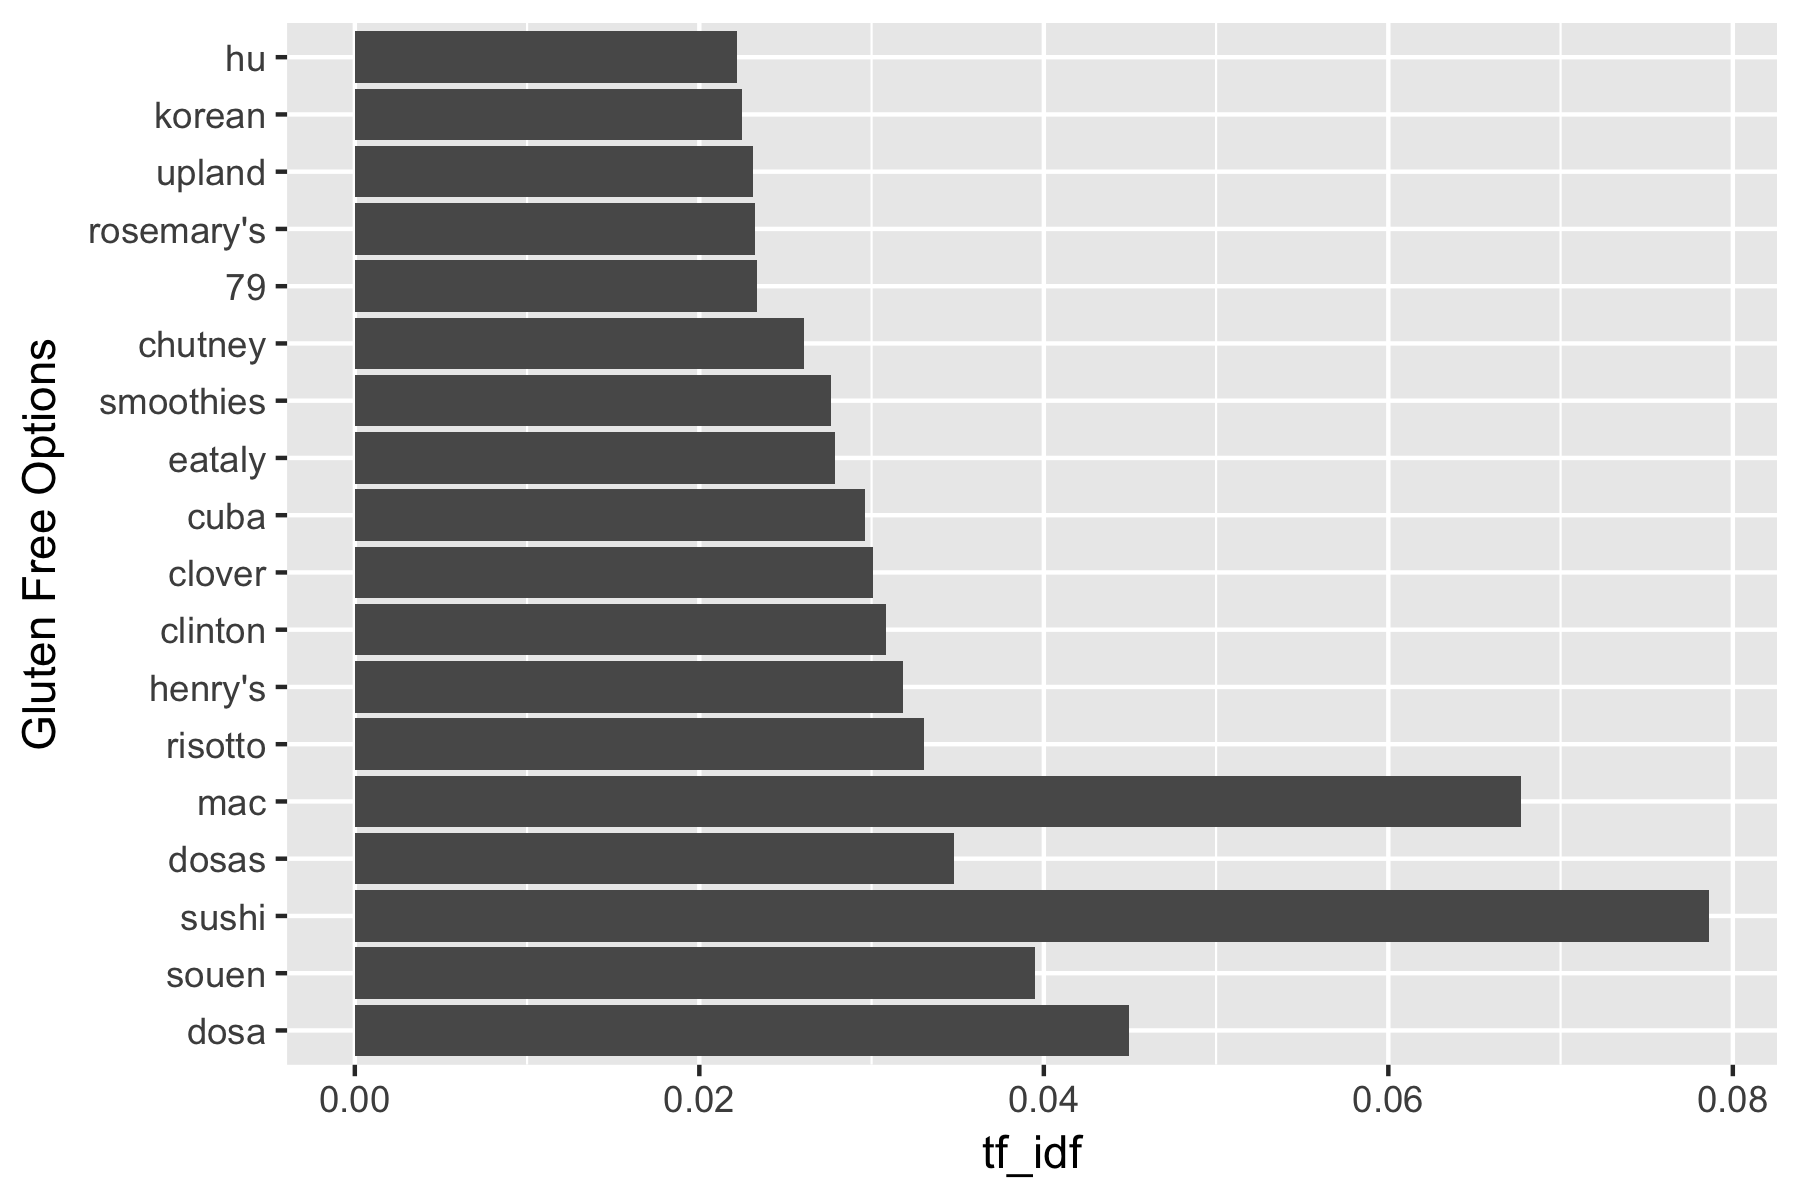 hu
korean
upland
rosemary's
79
chutney
smoothies
eataly
cuba
clover
clinton
henry's
risotto
mac
dosas
sushi
souen
dosa
Gluten Free Options
0.00 0.02 0.04 0.06 0.08
tf_idf